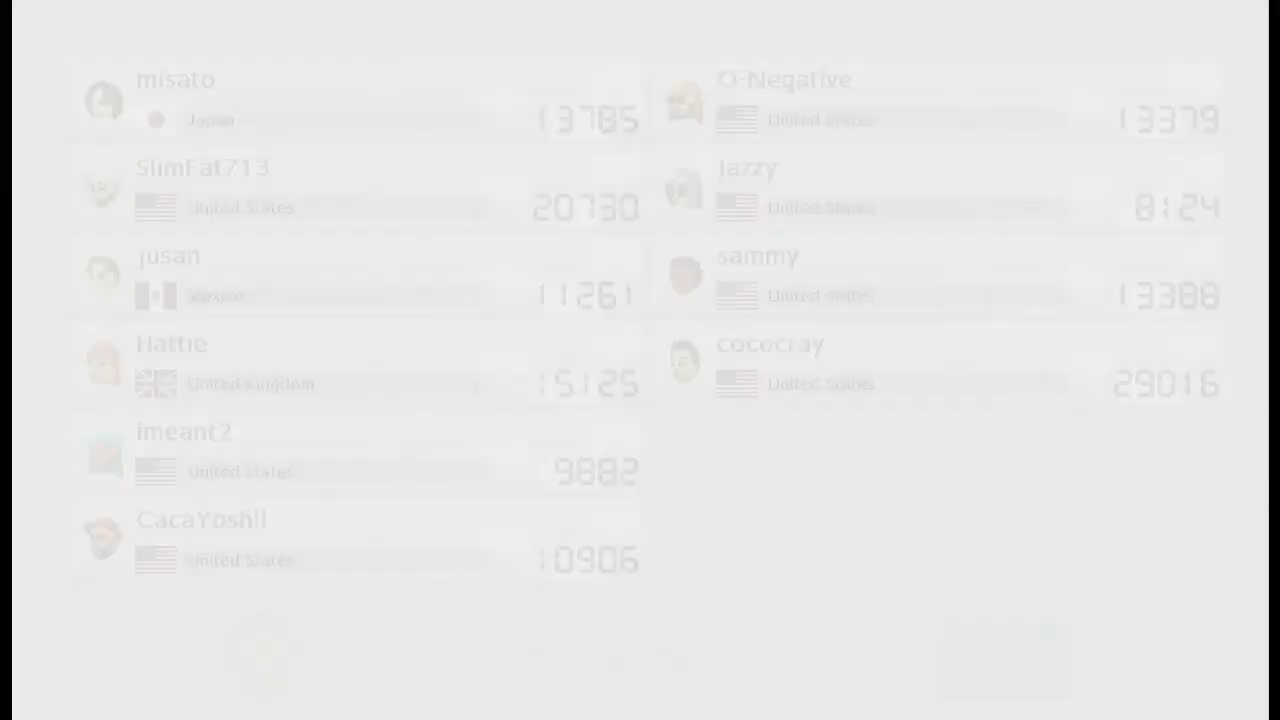 misato
Japan
13785
SlimFat713
United States
20730
jusan
Mexico
11261
Hattie
United Kingdom
15125
imeant2
United States
9882
CacaYoshi!
United States
10906
O-Negative
United States
13379
Jazzy
United States
8124
sammy
United States
13388
cococray
United States
29016